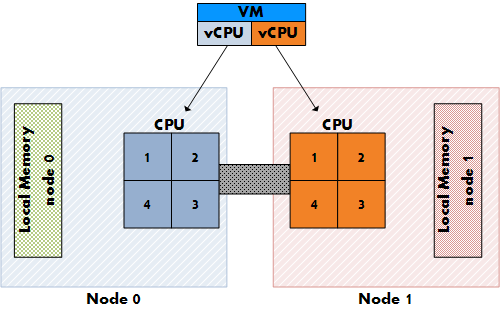 VM
vCPU vCPU
CPU CPU
1 2 1 2
4 3 4 3
Local Memory
node 0
Local Memory
node 1
Node 0 Node 1